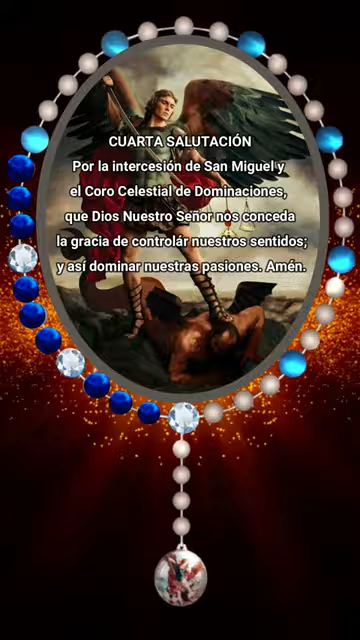 CUARTA SALUTACIÓN
Por la intercesión de San Miguel y
el Coro Celestial de Dominaciones,
que Dios Nuestro Señor nos conceda
la gracia de controlár nuestros sentidos;
y así dominar nuestras pasiones. Amén.